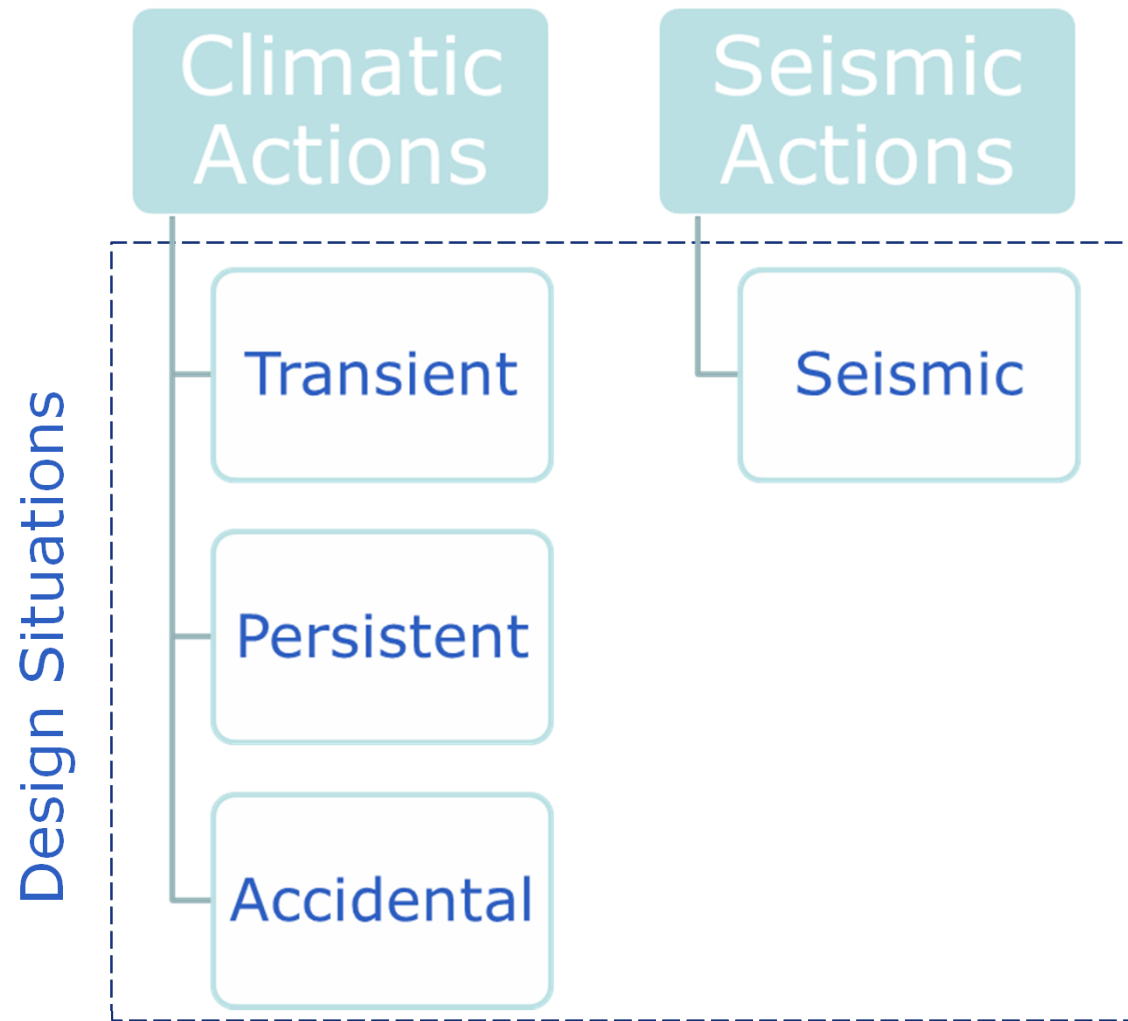 Climatic
Actions
Seismic
Actions
Design Situations
Transient
Seismic
Persistent
Accidental